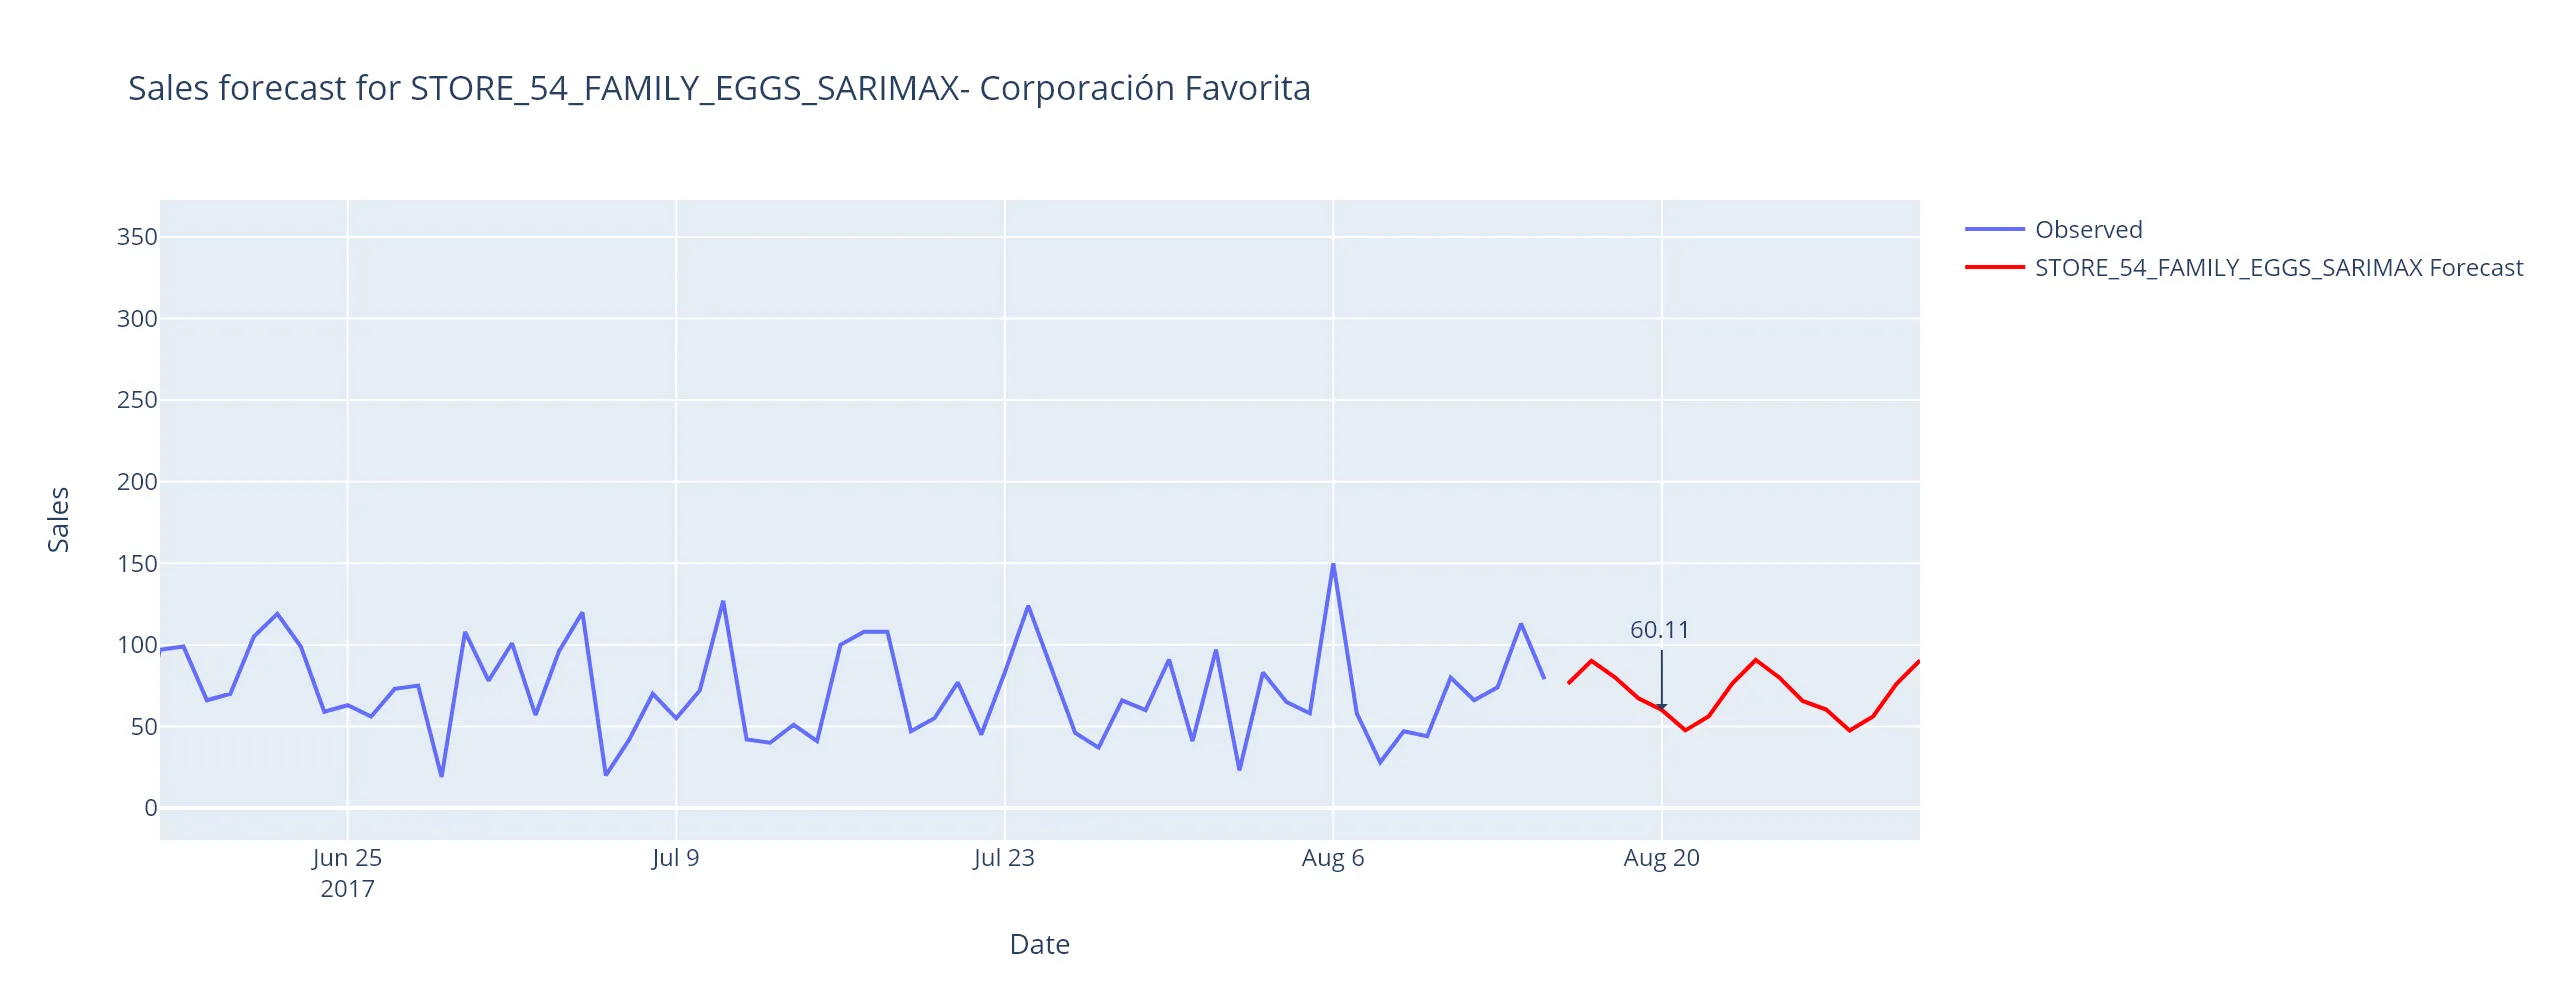 Sales forecast for STORE_54_FAMILY_EGGS_SARIMAX- Corporación Favorita
Observed
STORE_54_FAMILY_EGGS_SARIMAX Forecast
350
300
250
200
150
100
50
0
Sales
60.11
Jun 25
2017
Jul 9
Jul 23
Aug 6
Aug 20
Date